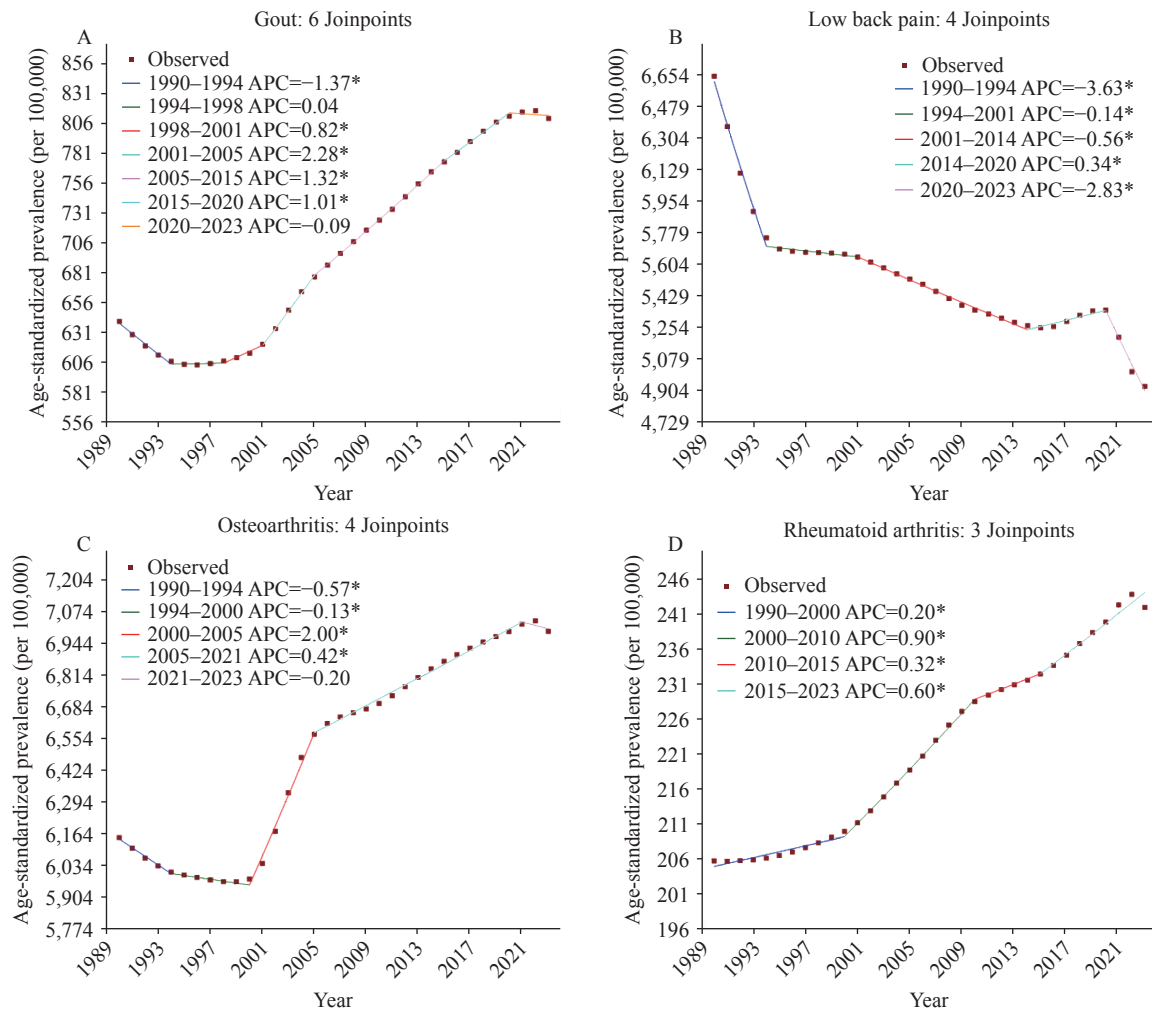 Gout: 6 Joinpoints
A
Observed
1990–1994 APC=−1.37*
1994–1998 APC=0.04
1998–2001 APC=0.82*
2001–2005 APC=2.28*
2005–2015 APC=1.32*
2015–2020 APC=1.01*
2020–2023 APC=−0.09
Age-standardized prevalence (per 100,000)
856
831
806
781
756
731
706
681
656
631
606
581
556
1989
1993
1997
2001
2005
2009
2013
2017
2021
Year
Low back pain: 4 Joinpoints
B
Observed
1990–1994 APC=−3.63*
1994–2001 APC=−0.14*
2001–2014 APC=−0.56*
2014–2020 APC=0.34*
2020–2023 APC=−2.83*
Age-standardized prevalence (per 100,000)
6,654
6,479
6,304
6,129
5,954
5,779
5,604
5,429
5,254
5,079
4,904
4,729
1989
1993
1997
2001
2005
2009
2013
2017
2021
Year
Osteoarthritis: 4 Joinpoints
C
Observed
1990–1994 APC=−0.57*
1994–2000 APC=−0.13*
2000–2005 APC=2.00*
2005–2021 APC=0.42*
2021–2023 APC=−0.20
Age-standardized prevalence (per 100,000)
7,204
7,074
6,944
6,814
6,684
6,554
6,424
6,294
6,164
6,034
5,904
5,774
1989
1993
1997
2001
2005
2009
2013
2017
2021
Year
Rheumatoid arthritis: 3 Joinpoints
D
Observed
1990–2000 APC=0.20*
2000–2010 APC=0.90*
2010–2015 APC=0.32*
2015–2023 APC=0.60*
Age-standardized prevalence (per 100,000)
246
241
236
231
226
221
216
211
206
201
196
1989
1993
1997
2001
2005
2009
2013
2017
2021
Year